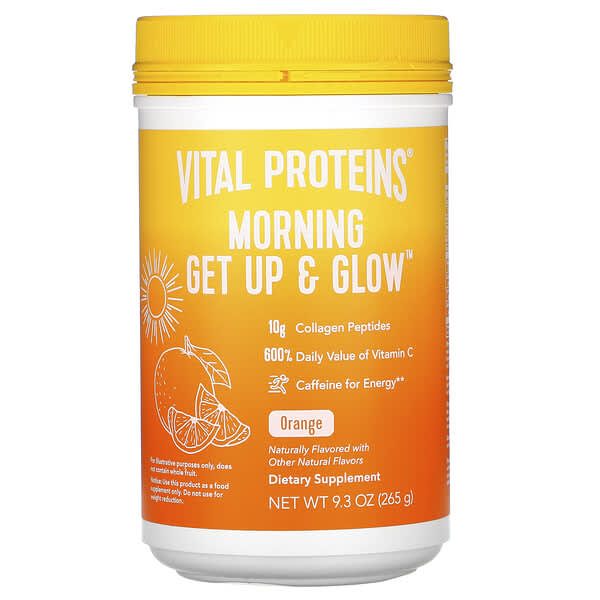 VITAL PROTEINS®
MORNING
GET UP & GLOW™
10g Collagen Peptides
600% Daily Value of Vitamin C
Caffeine for Energy**
Orange
Naturally Flavored with
Other Natural Flavors
Dietary Supplement
NET WT 9.3 OZ (265 g)
For illustrative purposes only, does
not contain whole fruit.
Notice: Use this product as a food
supplement only. Do not use for
weight reduction.